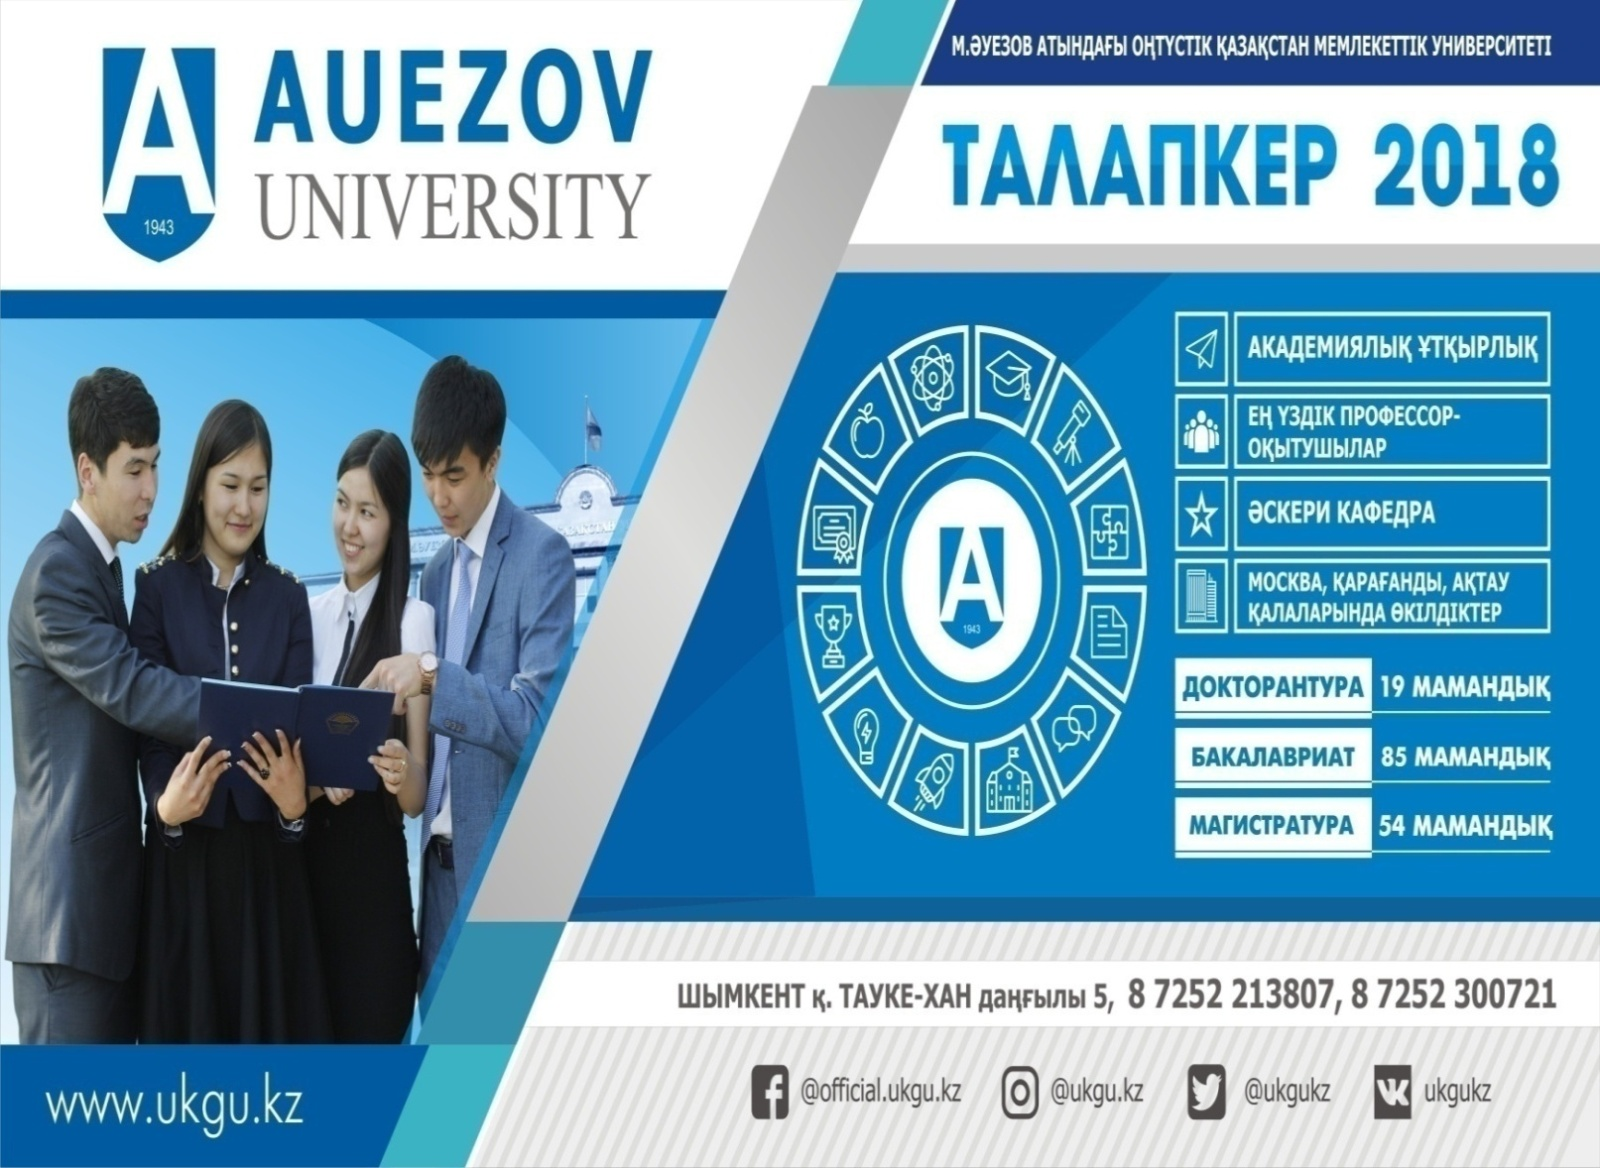 AUEZOV
UNIVERSITY
1943
М.ӘУЕЗОВ АТЫНДАҒЫ ОҢТҮСТІК ҚАЗАҚСТАН МЕМЛЕКЕТТІК УНИВЕРСИТЕТІ
ТАЛАПКЕР 2018
АКАДЕМИЯЛЫҚ ҰТҚЫРЛЫҚ
ЕҢ ҮЗДІК ПРОФЕССОР-
ОҚЫТУШЫЛАР
ӘСКЕРИ КАФЕДРА
МОСКВА, ҚАРАҒАНДЫ, АҚТАУ
ҚАЛАЛАРЫНДА ӨКІЛДІКТЕР
1943
ДОКТОРАНТУРА 19 МАМАНДЫҚ
БАКАЛАВРИАТ 85 МАМАНДЫҚ
МАГИСТРАТУРА 54 МАМАНДЫҚ
ШЫМКЕНТ қ. ТАУКЕ-ХАН даңғылы 5, 8 7252 213807, 8 7252 300721
www.ukgu.kz
@official.ukgu.kz @ukgu.kz @ukgukz ukgukz